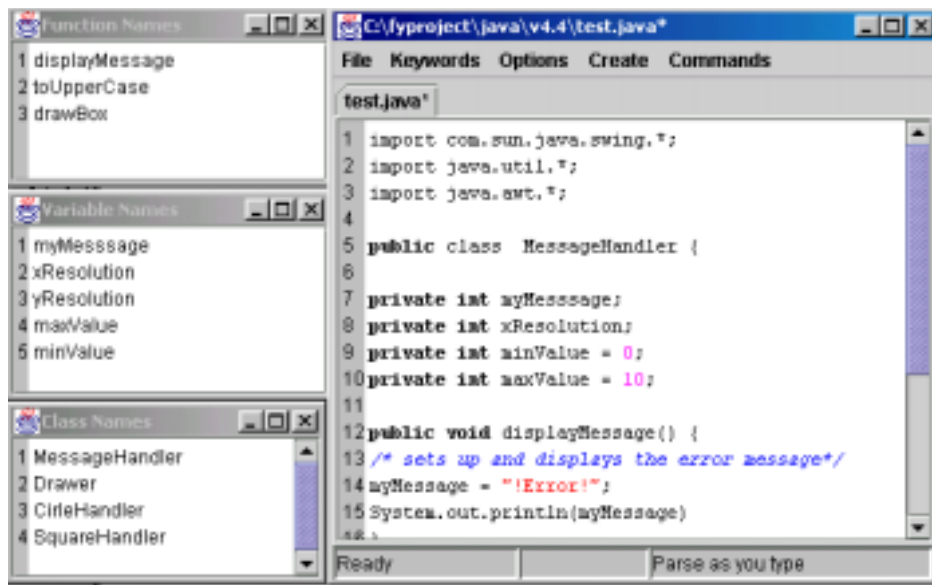 Function Names
1 displayMessage
2 toUpperCase
3 drawBox
Variable Names
1 myMesssage
2 xResolution
3 yResolution
4 maxValue
5 minValue
Class Names
1 MessageHandler
2 Drawer
3 CirleHandler
4 SquareHandler
C:\fyproject\java\v4.4\test.java*
File Keywords Options Create Commands
test.java*
1 import com.sun.java.swing.*;
2 import java.util.*;
3 import java.awt.*;
4
5 public class MessageHandler {
6
7 private int myMesssage;
8 private int xResolution;
9 private int minValue = 0;
10 private int maxValue = 10;
11
12 public void displayMessage() {
13 /* sets up and displays the error message*/
14 myMessage = "!Error!";
15 System.out.println(myMessage)
16 }
Ready
Parse as you type